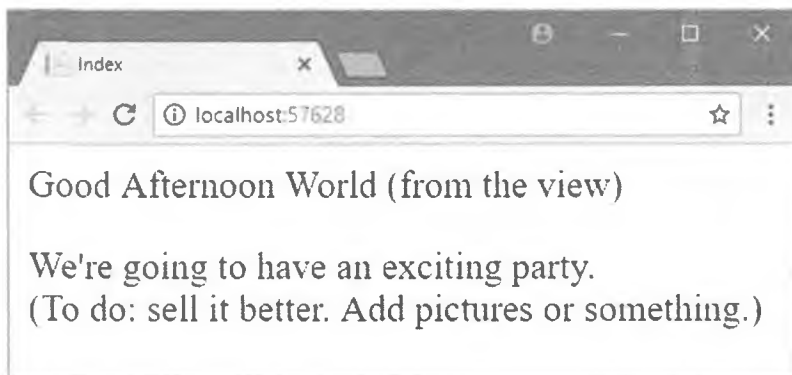 Index
localhost:57628
Good Afternoon World (from the view)
We're going to have an exciting party.
(To do: sell it better. Add pictures or something.)